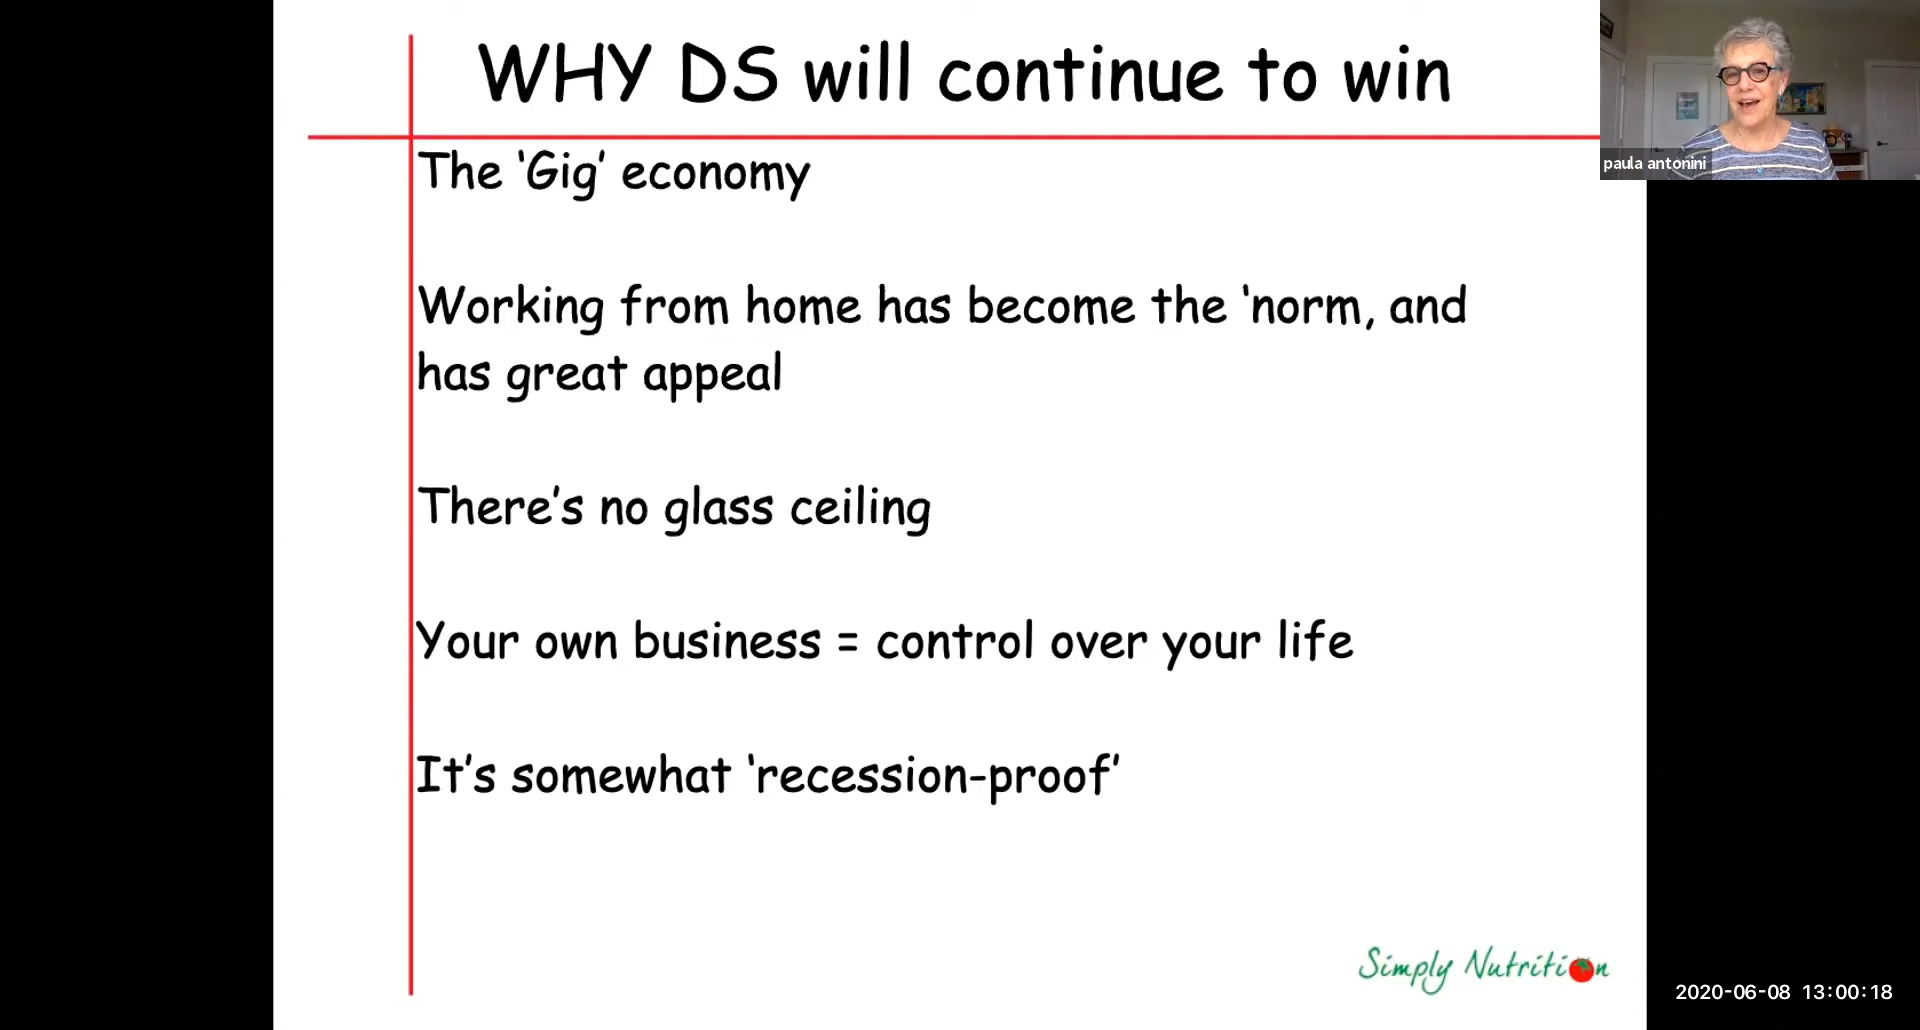 WHY DS will continue to win
paula antonini
The ‘Gig’ economy
Working from home has become the ‘norm, and
has great appeal
There’s no glass ceiling
Your own business = control over your life
It’s somewhat ‘recession-proof’
Simply Nutrition
2020-06-08 13:00:18